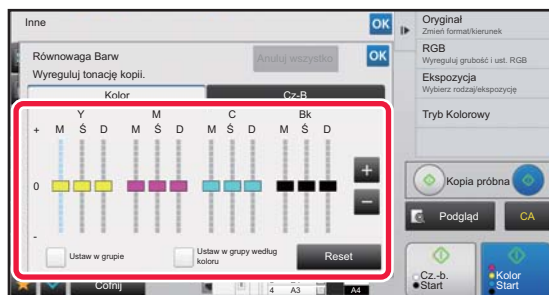 Inne
OK
Równowaga Barw
Anuluj wszystko
OK
Wyreguluj tonację kopii.
Kolor
Cz-B
Y
M
C
Bk
+ M Ś D M Ś D M Ś D M Ś D
+
0
−
-
Ustaw w grupie
Ustaw w grupy według
koloru
Reset
Cofnij
4 A3
A4
Oryginał
Zmień format/kierunek
RGB
Wyreguluj grubość i ust. RGB
Ekspozycja
Wybierz rodzaj/ekspozycję
Tryb Kolorowy
Kopia próbna
Podgląd
CA
Cz.-b.
Start
Kolor
Start